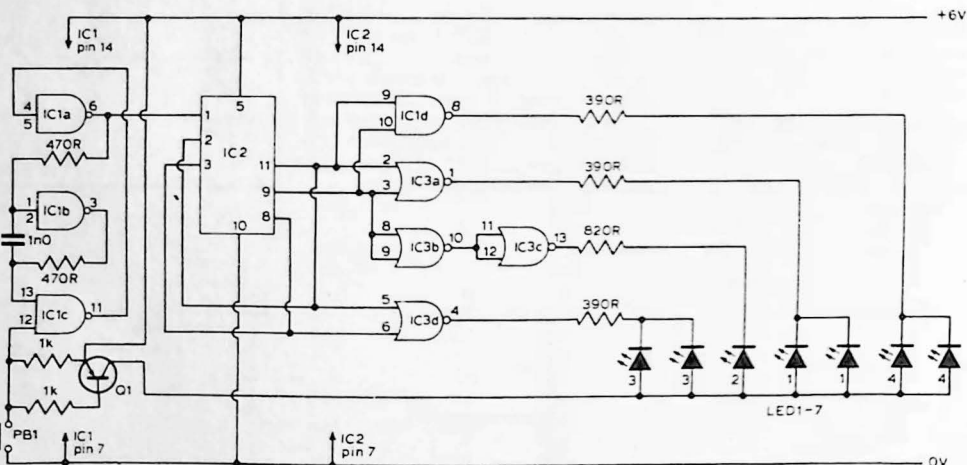 +6V
IC1
pin 14
IC2
pin 14
4
5
IC1a
6
470R
1
2
3
5
IC2
11
9
8
10
9
10
IC1d
8
390R
2
3
IC3a
1
390R
1
2
IC1b
3
1n0
470R
8
9
IC3b
10
11
12
IC3c
13
820R
13
12
IC1c
11
5
6
IC3d
4
390R
1k
Q1
1k
3
3
2
1
1
4
4
LED1-7
PB1
IC1
pin 7
IC2
pin 7
0V